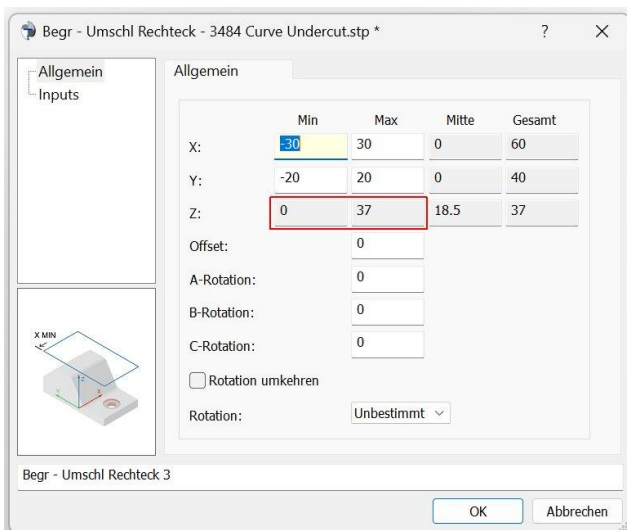 Begr - Umschl Rechteck - 3484 Curve Undercut.stp * ? X
Allgemein
Inputs
Allgemein
Min Max Mitte Gesamt
X: -30 30 0 60
Y: -20 20 0 40
Z: 0 37 18.5 37
Offset: 0
A-Rotation: 0
B-Rotation: 0
C-Rotation: 0
Rotation umkehren
Rotation: Unbestimmt
X MIN
Z
Y X
Begr - Umschl Rechteck 3
OK Abbrechen